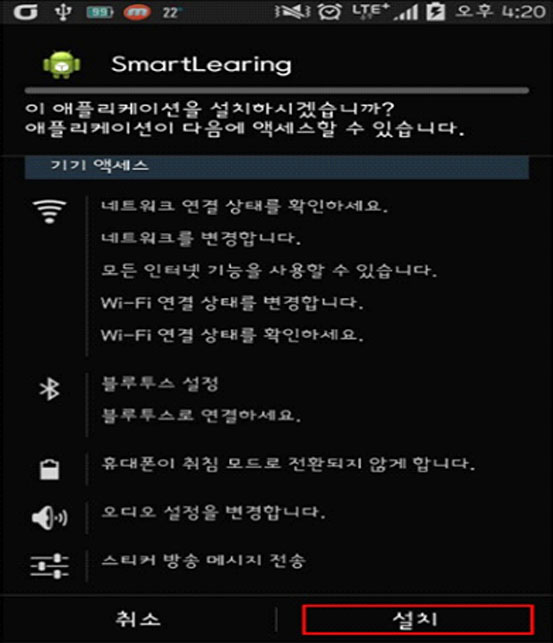 99 22° LTE+ 오후 4:20
SmartLearing
이 애플리케이션을 설치하시겠습니까?
애플리케이션이 다음에 액세스할 수 있습니다.
기기 액세스
네트워크 연결 상태를 확인하세요.
네트워크를 변경합니다.
모든 인터넷 기능을 사용할 수 있습니다.
Wi-Fi 연결 상태를 변경합니다.
Wi-Fi 연결 상태를 확인하세요.
블루투스 설정
블루투스로 연결하세요.
휴대폰이 취침 모드로 전환되지 않게 합니다.
오디오 설정을 변경합니다.
스티커 방송 메시지 전송
취소 설치